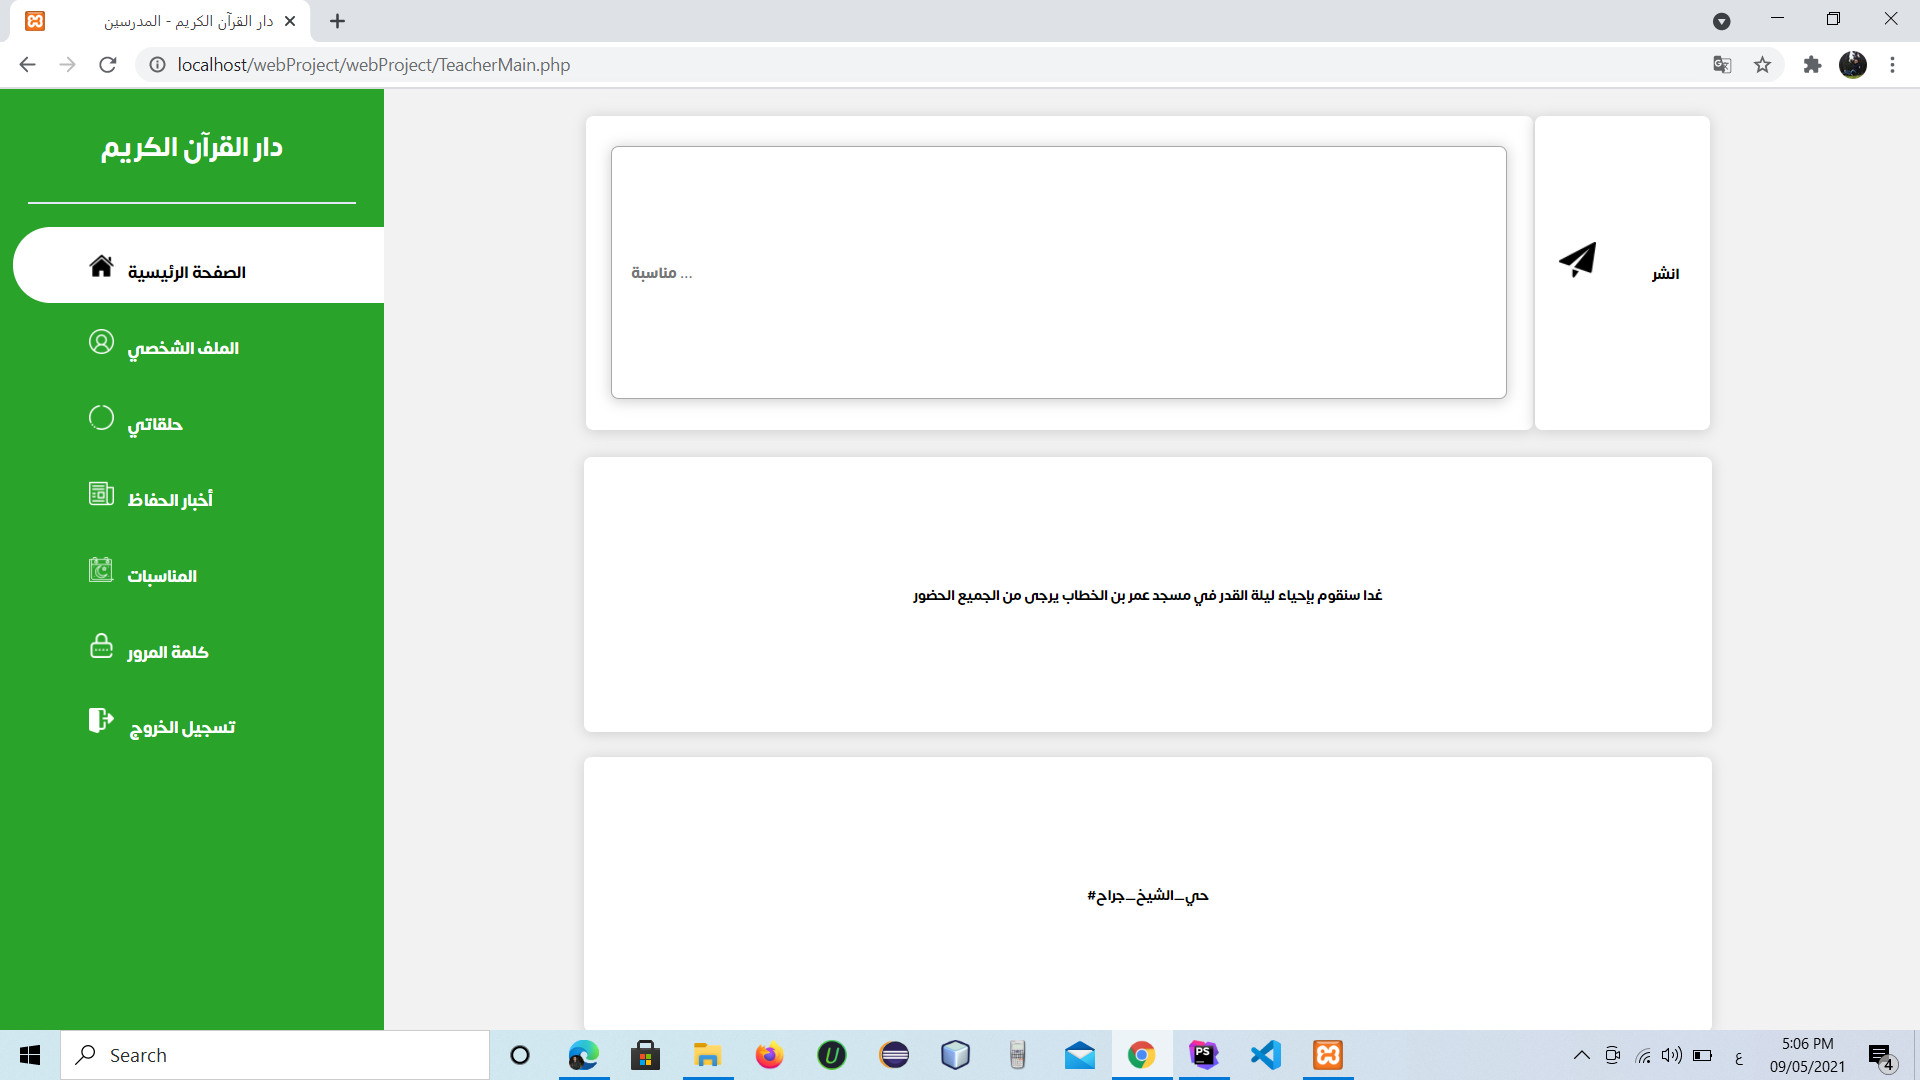 دار القرآن الكريم - المدرسين
localhost/webProject/webProject/TeacherMain.php
دار القرآن الكريم
الصفحة الرئيسية
الملف الشخصي
حلقاتي
أخبار الحفاظ
المناسبات
كلمة المرور
تسجيل الخروج
مناسبة ...
انشر
غدا سنقوم بإحياء ليلة القدر في مسجد عمر بن الخطاب يرجى من الجميع الحضور
#حي_الشيخ_جراح
Search
PS
ع
5:06 PM
09/05/2021
4